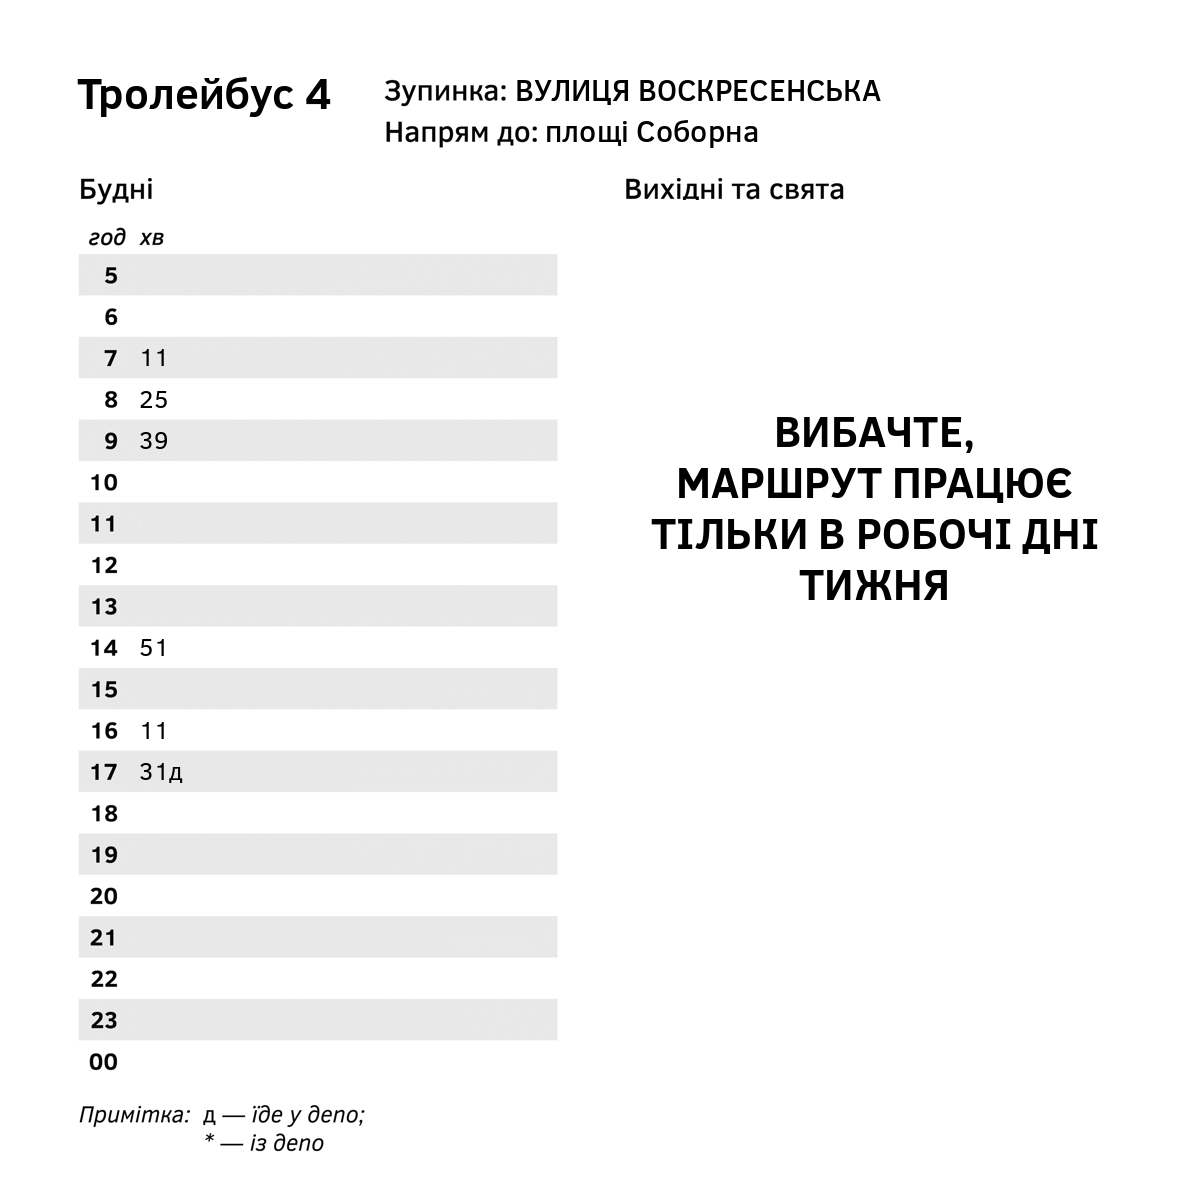 Тролейбус 4
Зупинка: ВУЛИЦЯ ВОСКРЕСЕНСЬКА
Напрям до: площі Соборна
Будні
год хв
5
6
7 11
8 25
9 39
10
11
12
13
14 51
15
16 11
17 31д
18
19
20
21
22
23
00
Примітка: д — їде у депо;
* — із депо
Вихідні та свята
ВИБАЧТЕ,
МАРШРУТ ПРАЦЮЄ
ТІЛЬКИ В РОБОЧІ ДНІ
ТИЖНЯ